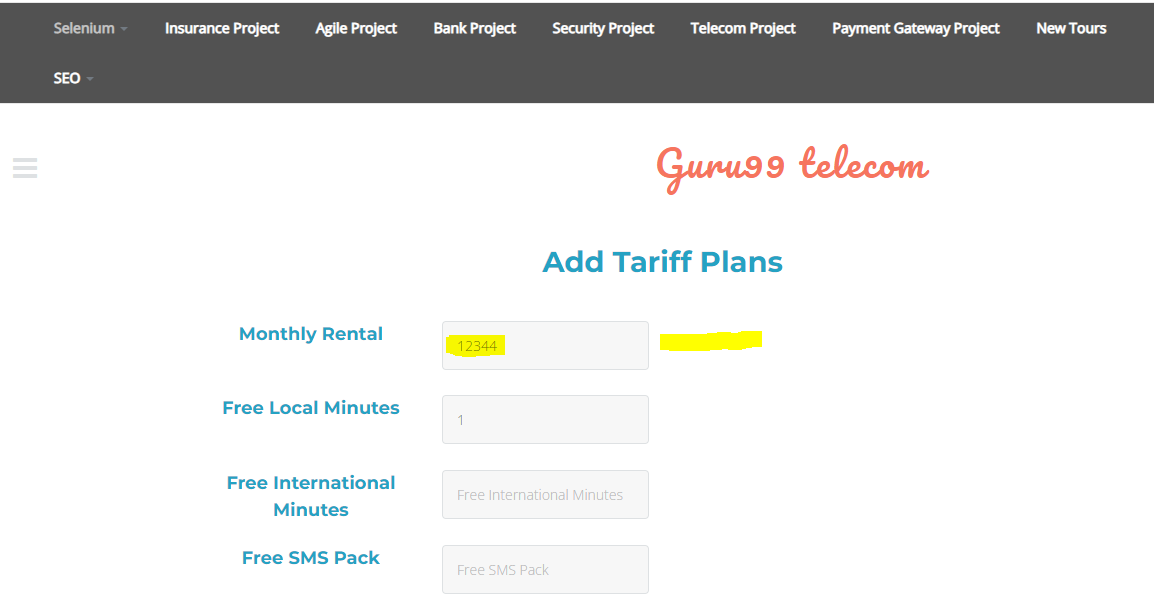 Selenium Insurance Project Agile Project Bank Project Security Project Telecom Project Payment Gateway Project New Tours
SEO
Guru99 telecom
Add Tariff Plans
Monthly Rental 12344
Free Local Minutes 1
Free International Minutes Free International Minutes
Free SMS Pack Free SMS Pack